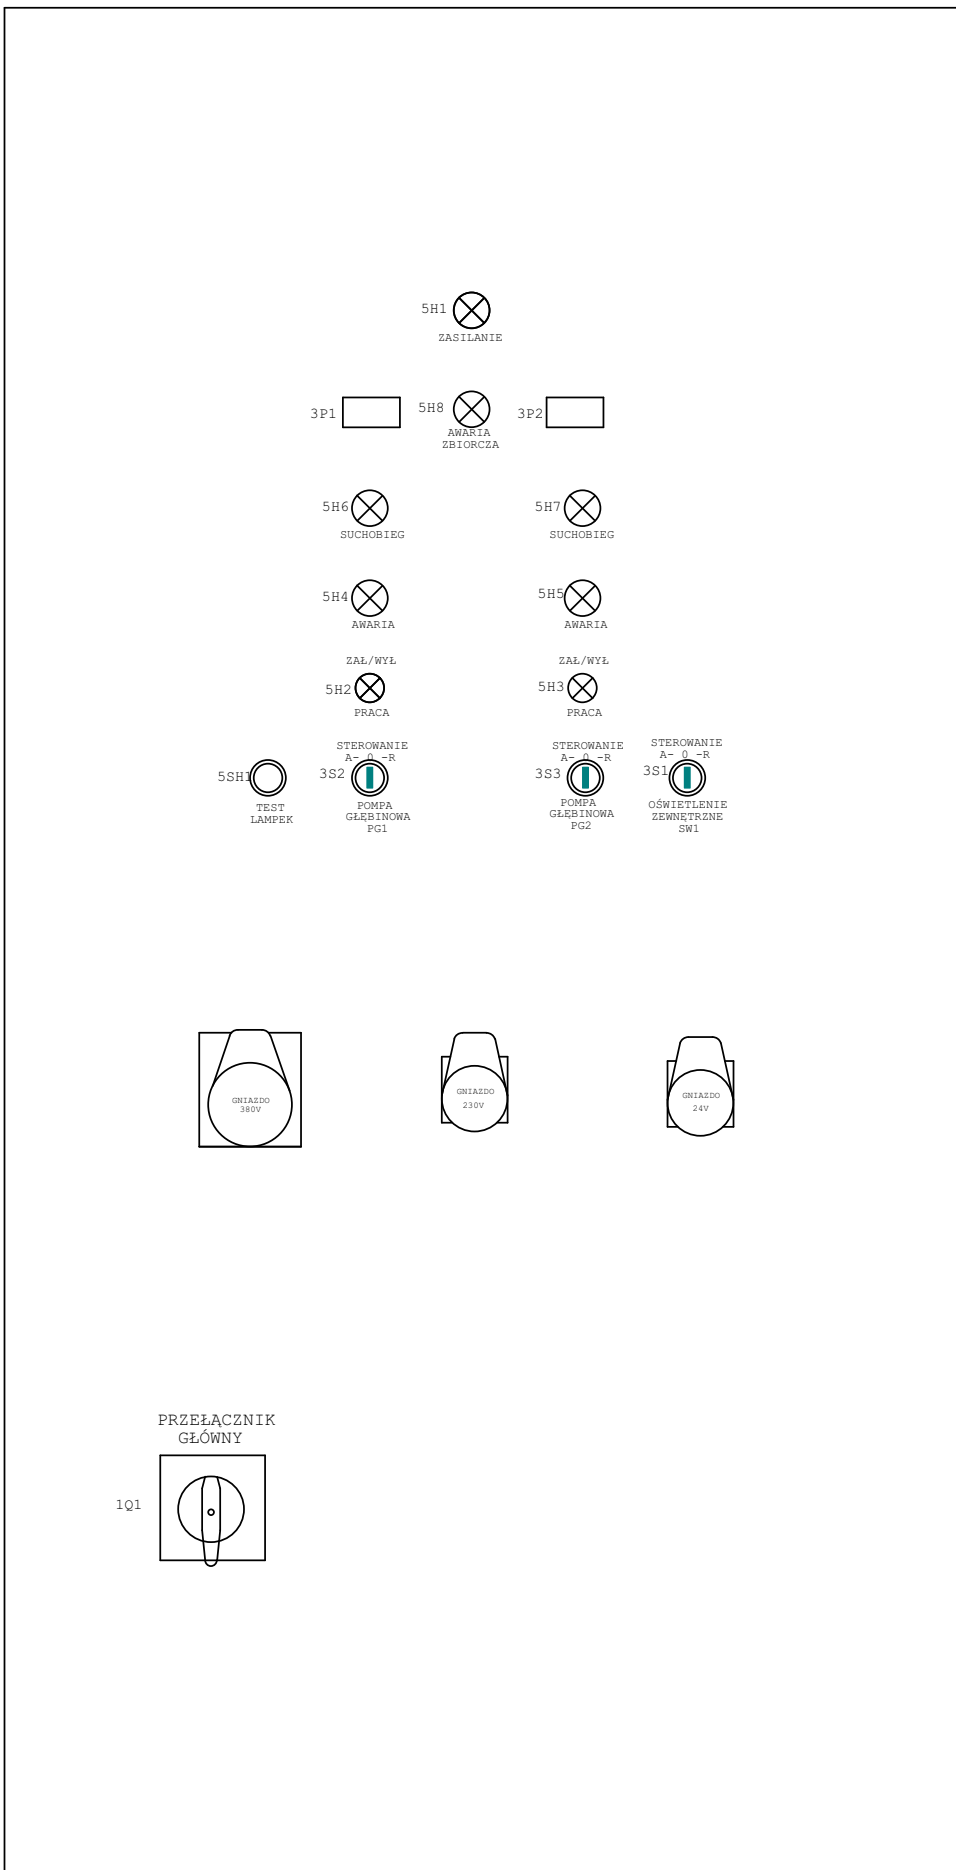 5H1
ZASILANIE
3P1
5H8
3P2
AWARIA
ZBIORCZA
5H6
5H7
SUCHOBIEG
SUCHOBIEG
5H4
5H5
AWARIA
AWARIA
ZAŁ/WYŁ
ZAŁ/WYŁ
5H2
5H3
PRACA
PRACA
STEROWANIE
A- 0 -R
STEROWANIE
A- 0 -R
STEROWANIE
A- 0 -R
5SH1
3S2
3S3
3S1
TEST
LAMPEK
POMPA
GŁĘBINOWA
PG1
POMPA
GŁĘBINOWA
PG2
OŚWIETLENIE
ZEWNĘTRZNE
SW1
GNIAZDO
380V
GNIAZDO
230V
GNIAZDO
24V
PRZEŁĄCZNIK
GŁÓWNY
1Q1